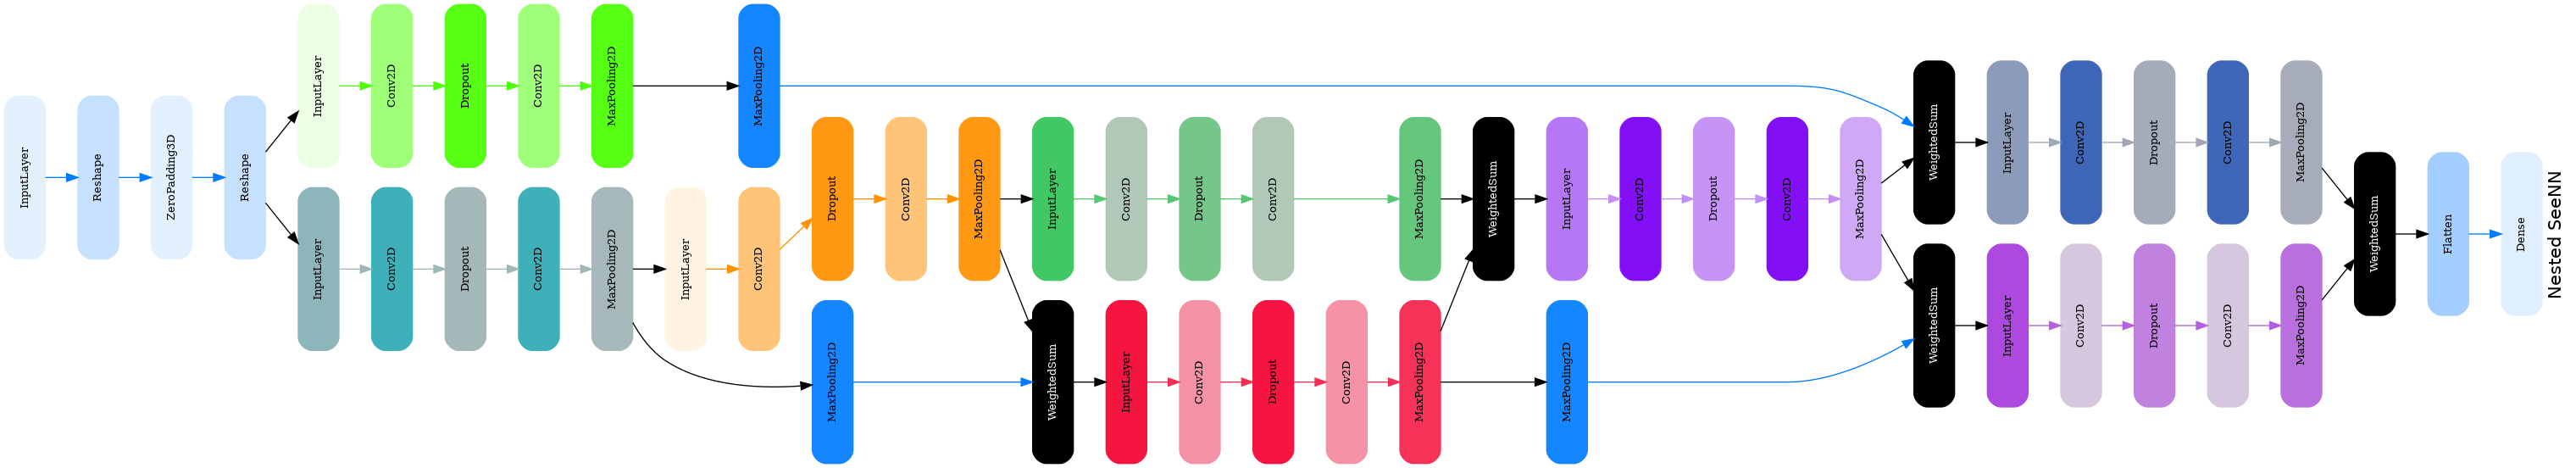 InputLayer
Reshape
ZeroPadding3D
Reshape
InputLayer
Conv2D
Dropout
Conv2D
MaxPooling2D
MaxPooling2D
InputLayer
Conv2D
Dropout
Conv2D
MaxPooling2D
InputLayer
Conv2D
Dropout
Conv2D
MaxPooling2D
MaxPooling2D
WeightedSum
InputLayer
Conv2D
Dropout
Conv2D
MaxPooling2D
InputLayer
Conv2D
Dropout
Conv2D
MaxPooling2D
MaxPooling2D
WeightedSum
InputLayer
Conv2D
Dropout
Conv2D
MaxPooling2D
WeightedSum
InputLayer
Conv2D
Dropout
Conv2D
MaxPooling2D
WeightedSum
InputLayer
Conv2D
Dropout
Conv2D
MaxPooling2D
WeightedSum
Flatten
Dense
Nested SeeNN